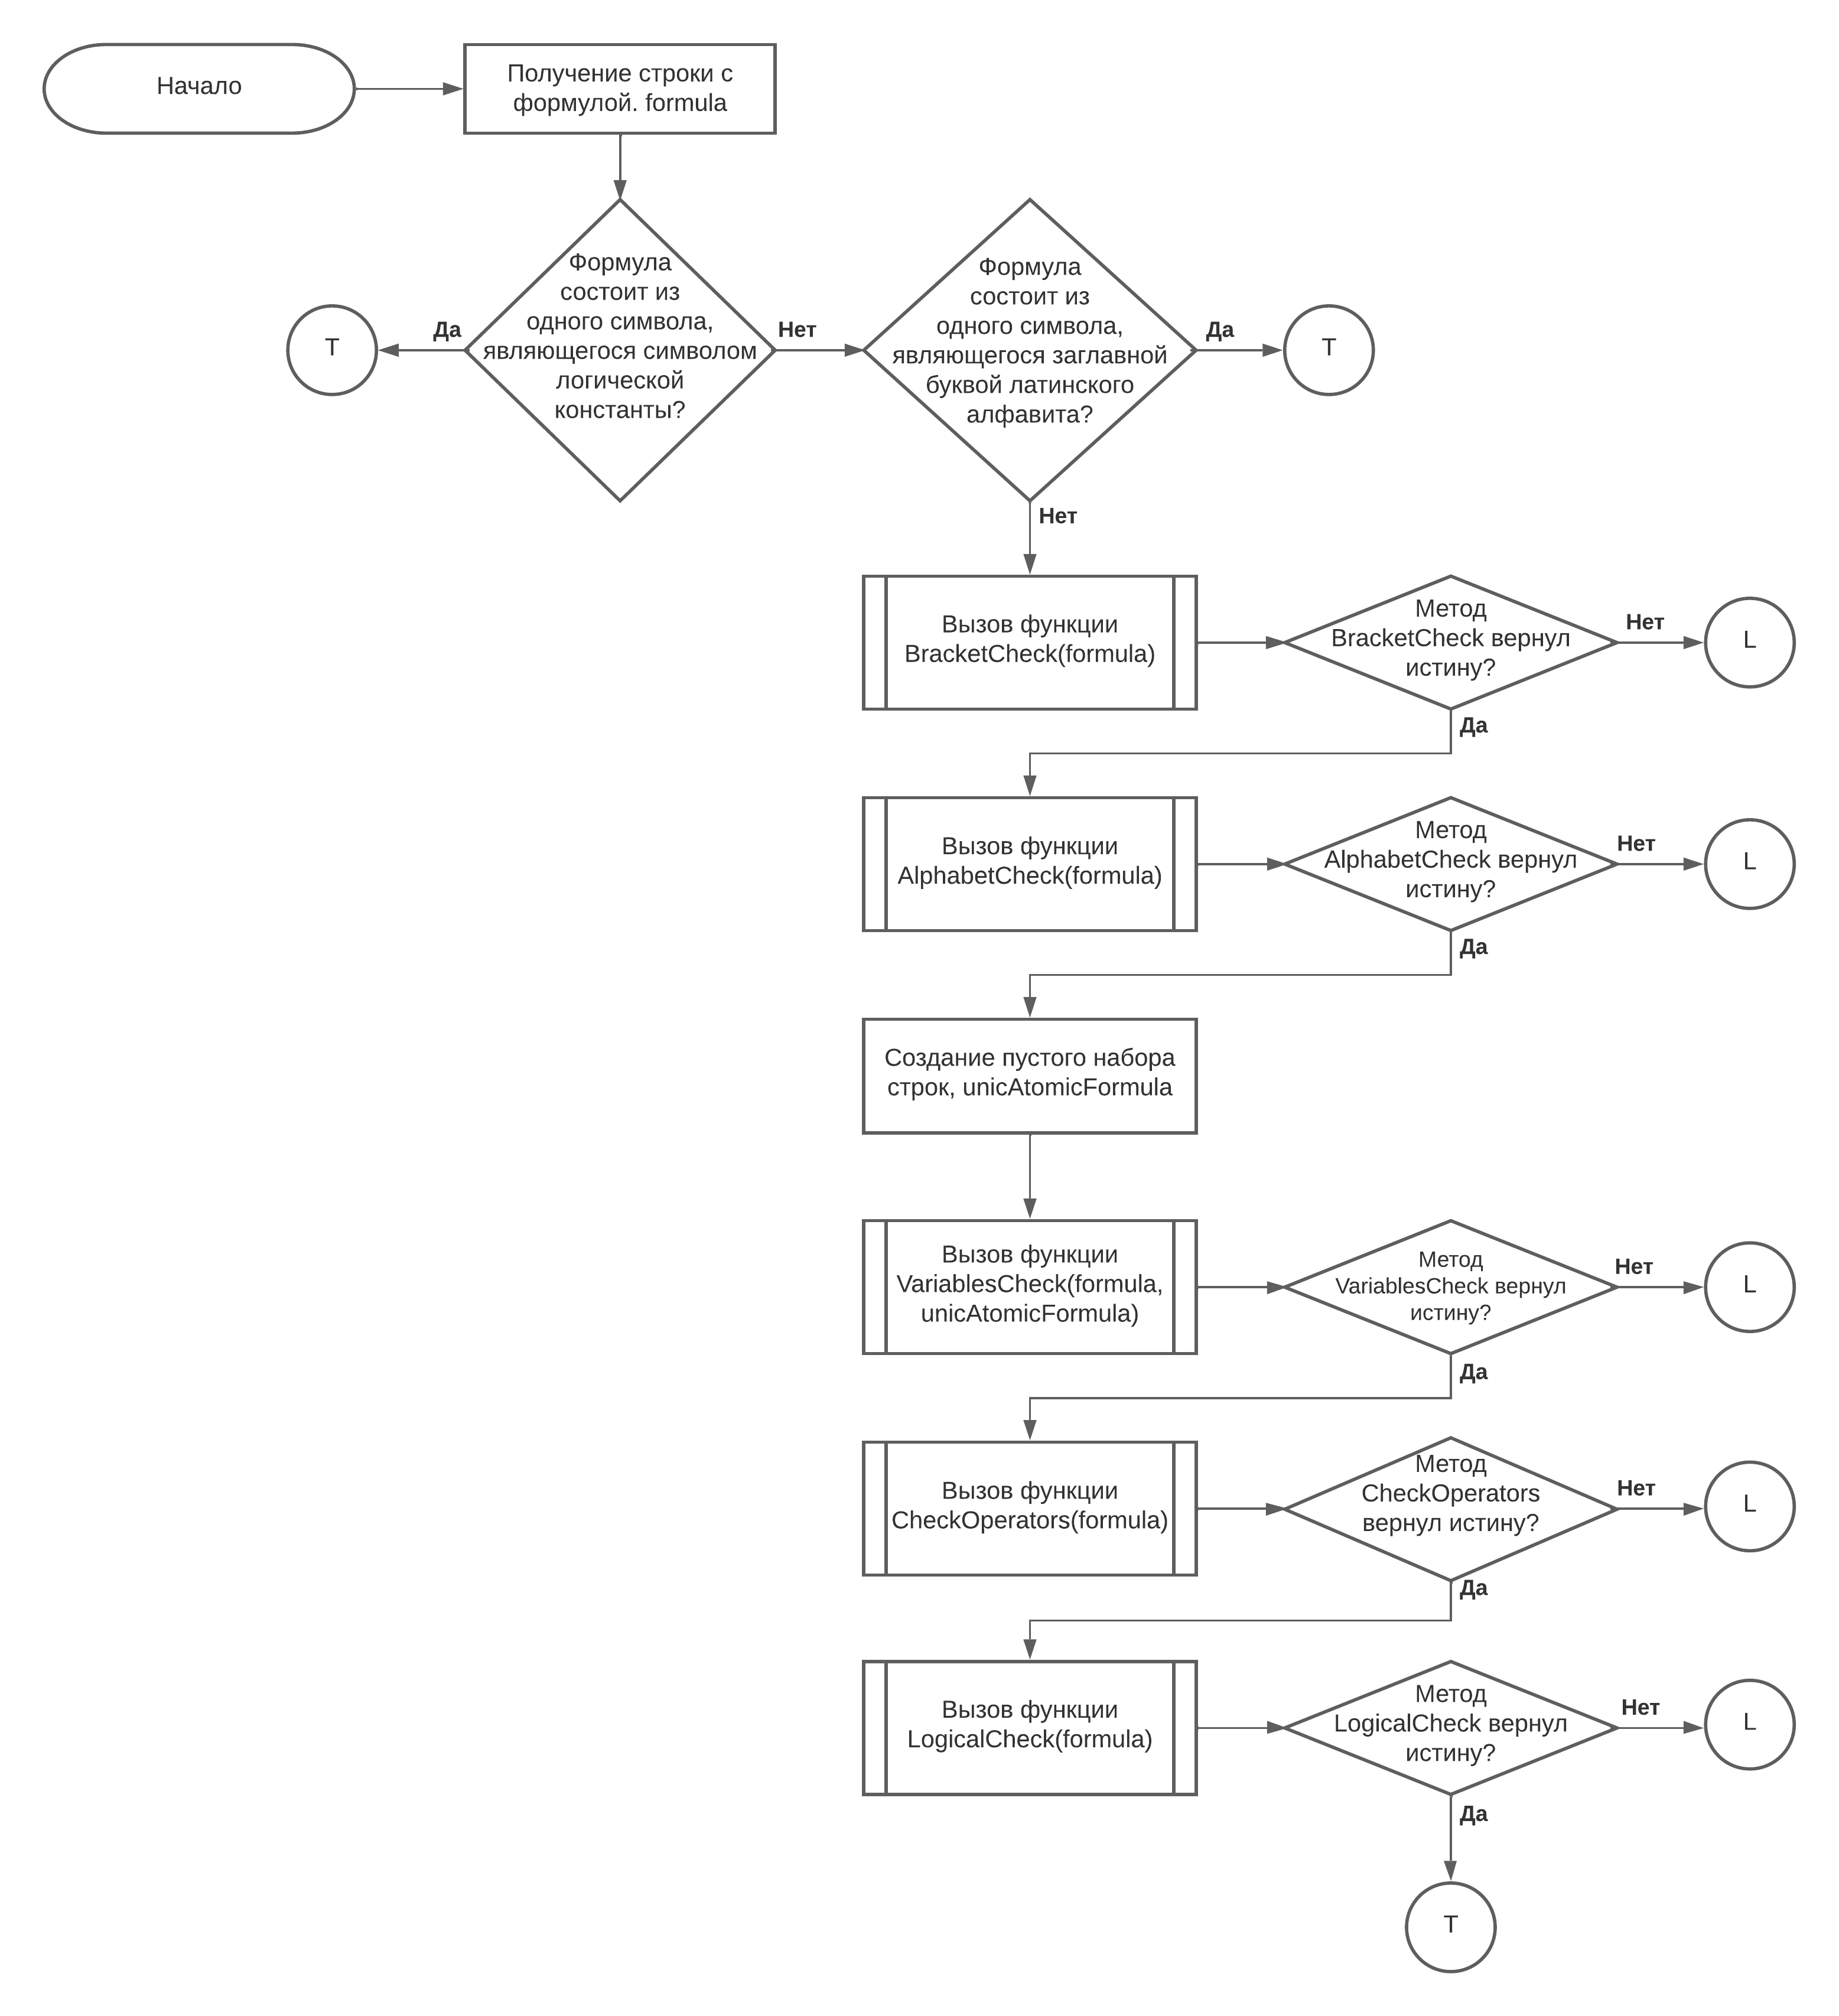 Начало
Получение строки с
формулой. formula
Формула
состоит из
одного символа,
являющегося символом
логической
константы?
Да
T
Нет
Формула
состоит из
одного символа,
являющегося заглавной
буквой латинского
алфавита?
Да
T
Нет
Вызов функции
BracketCheck(formula)
Метод
BracketCheck вернул
истину?
Нет
L
Да
Вызов функции
AlphabetCheck(formula)
Метод
AlphabetCheck вернул
истину?
Нет
L
Да
Создание пустого набора
строк, unicAtomicFormula
Вызов функции
VariablesCheck(formula,
unicAtomicFormula)
Метод
VariablesCheck вернул
истину?
Нет
L
Да
Вызов функции
CheckOperators(formula)
Метод
CheckOperators
вернул истину?
Нет
L
Да
Вызов функции
LogicalCheck(formula)
Метод
LogicalCheck вернул
истину?
Нет
L
Да
T